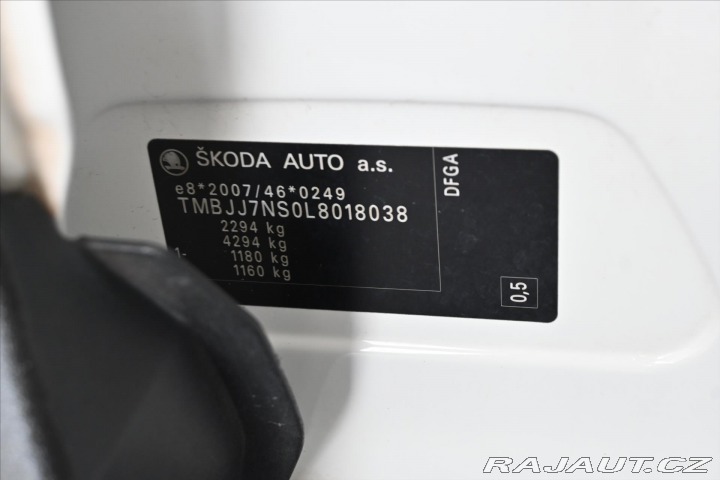 ŠKODA AUTO a.s.
e8*2007/46*0249
TMBJJ7NS0L8018038
2294 kg
4294 kg
1- 1180 kg
1160 kg
DFGA
0,5
RAJAUT.CZ